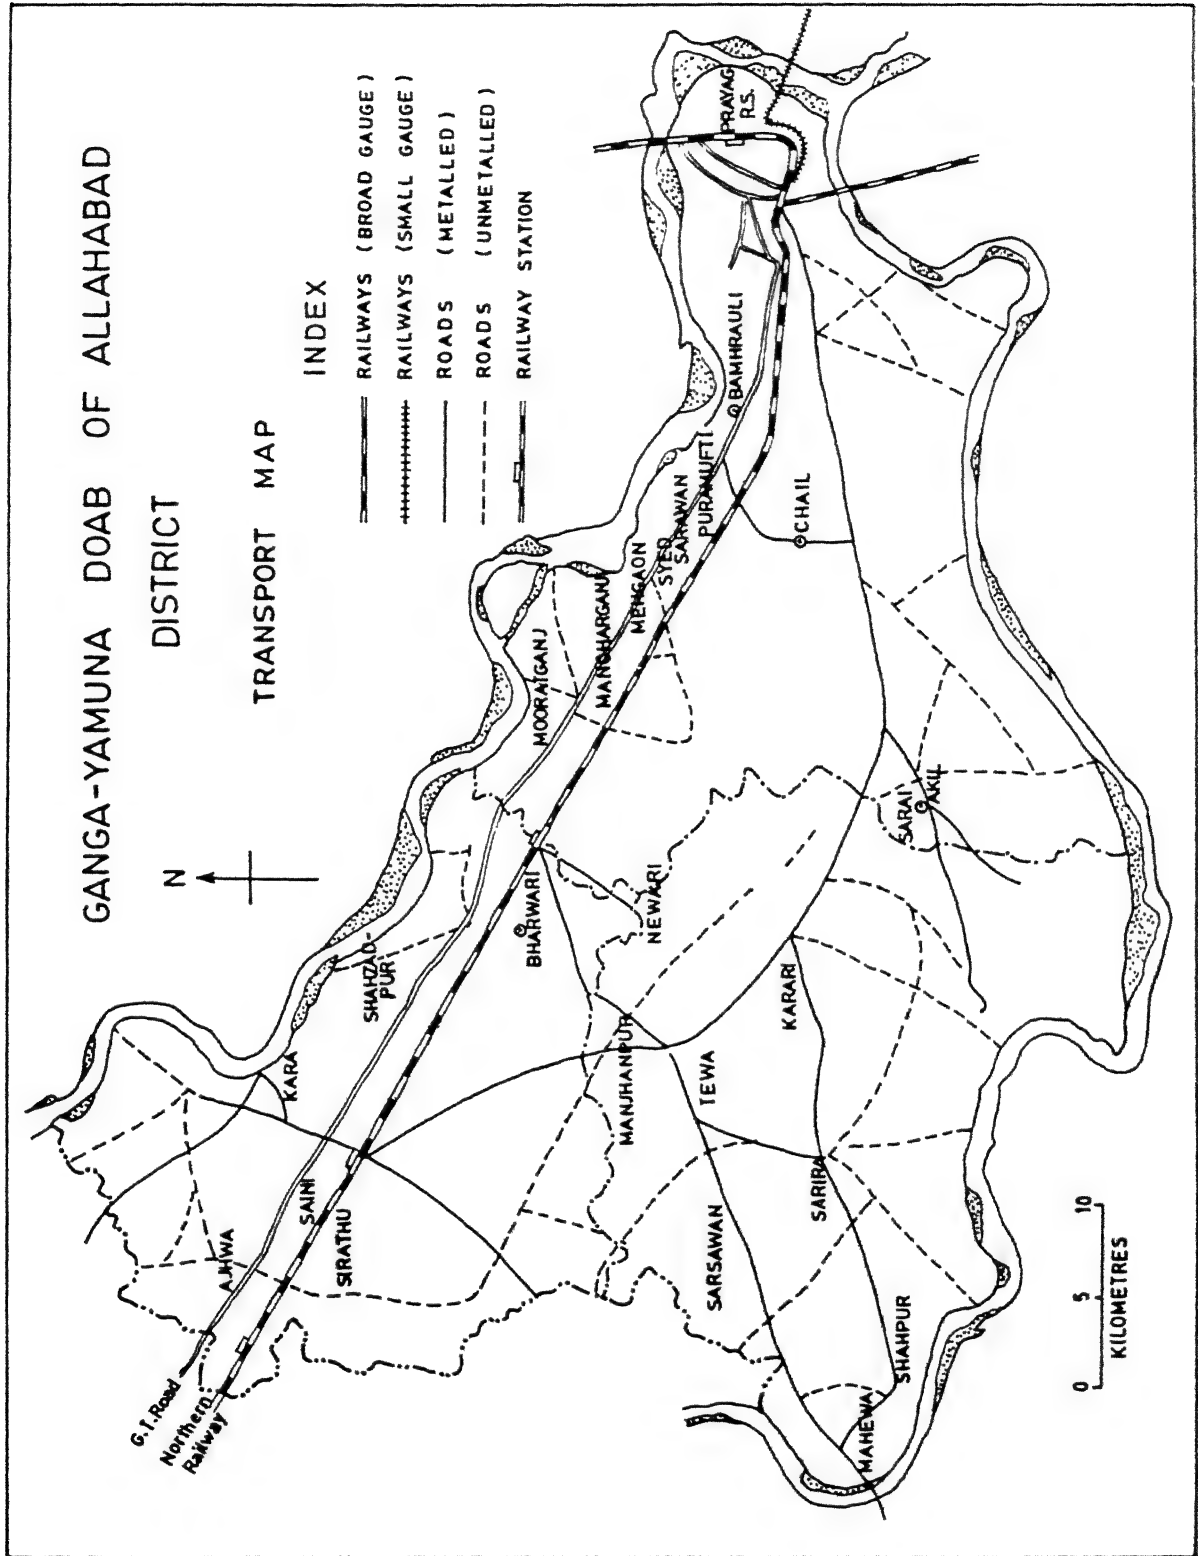 GANGA-YAMUNA DOAB OF ALLAHABAD
DISTRICT
TRANSPORT MAP
N
INDEX
RAILWAYS (BROAD GAUGE)
RAILWAYS (SMALL GAUGE)
ROADS (METALLED)
ROADS (UNMETALLED)
RAILWAY STATION
G.T.Road
Northern
Railway
AJHWA
SAINI
SIRATHU
KARA
SHAHZAD-
PUR
BHARWARI
MOORATGANJ
MANOHARGANJ
MENGAON
SYED
SARAWAN
PURAMUFTI
BAMHRAULI
PRAYAG
R.S.
CHAIL
NEWARI
MANJHANPUR
TEWA
KARARI
SARAI
AKIL
SARSAWAN
SARIRA
SHAHPUR
MAHEWA
0 5 10
KILOMETRES